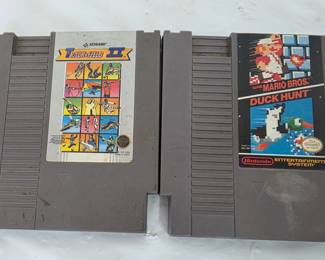 KONAMI
TRACK & FIELD II
SUPER
MARIO BROS.
DUCK HUNT
Nintendo
ENTERTAINMENT
SYSTEM